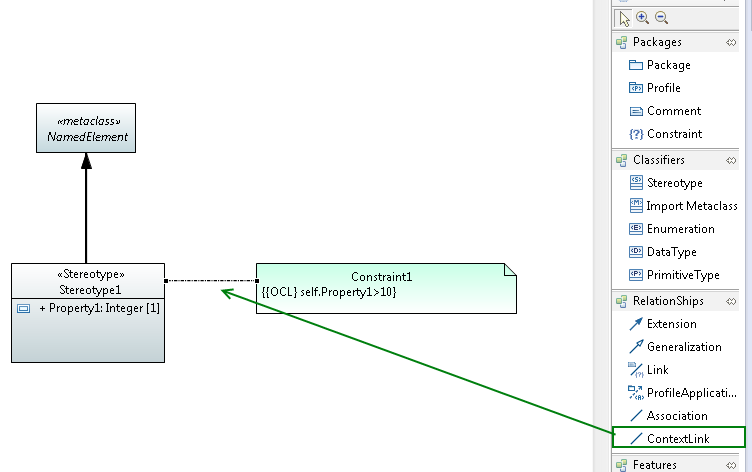 «metaclass»
NamedElement
«Stereotype»
Stereotype1
+ Property1: Integer [1]
Constraint1
{{OCL} self.Property1>10}
Packages
Package
Profile
Comment
{?} Constraint
Classifiers
Stereotype
Import Metaclass
Enumeration
DataType
PrimitiveType
RelationShips
Extension
Generalization
Link
ProfileApplicati...
Association
ContextLink
Features